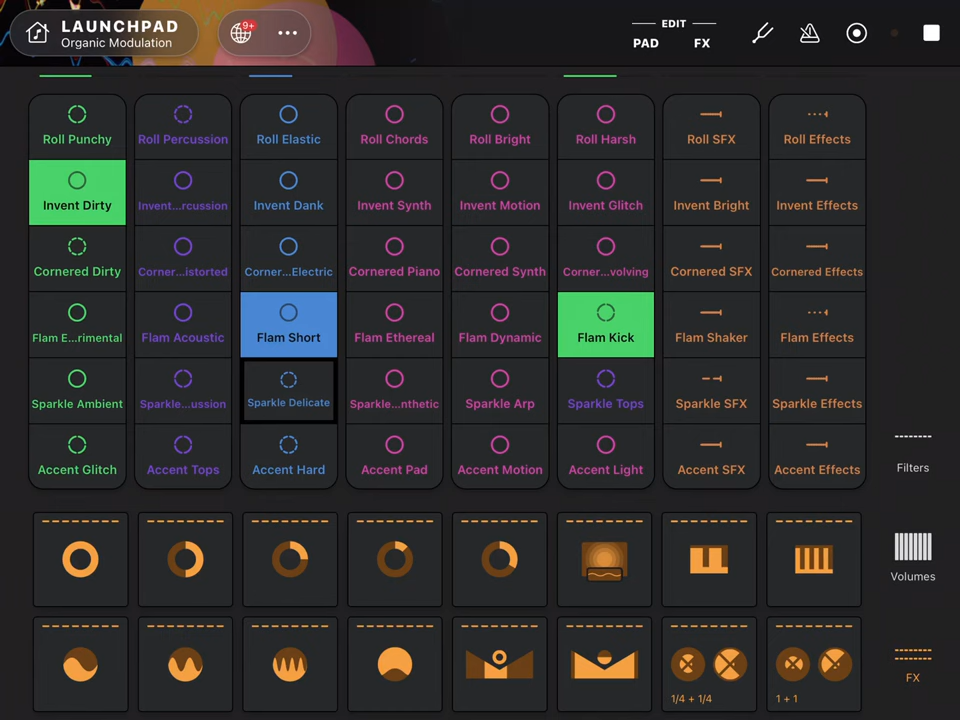 LAUNCHPAD
Organic Modulation
9+
EDIT
PAD FX
Roll Punchy Roll Percussion Roll Elastic Roll Chords Roll Bright Roll Harsh Roll SFX Roll Effects
Invent Dirty Invent...rcussion Invent Dank Invent Synth Invent Motion Invent Glitch Invent Bright Invent Effects
Cornered Dirty Corner...istorted Corner...Electric Cornered Piano Cornered Synth Corner...volving Cornered SFX Cornered Effects
Flam E...rimental Flam Acoustic Flam Short Flam Ethereal Flam Dynamic Flam Kick Flam Shaker Flam Effects
Sparkle Ambient Sparkle...ussion Sparkle Delicate Sparkle...nthetic Sparkle Arp Sparkle Tops Sparkle SFX Sparkle Effects
Accent Glitch Accent Tops Accent Hard Accent Pad Accent Motion Accent Light Accent SFX Accent Effects
Filters
Volumes
FX
1/4 + 1/4 1 + 1